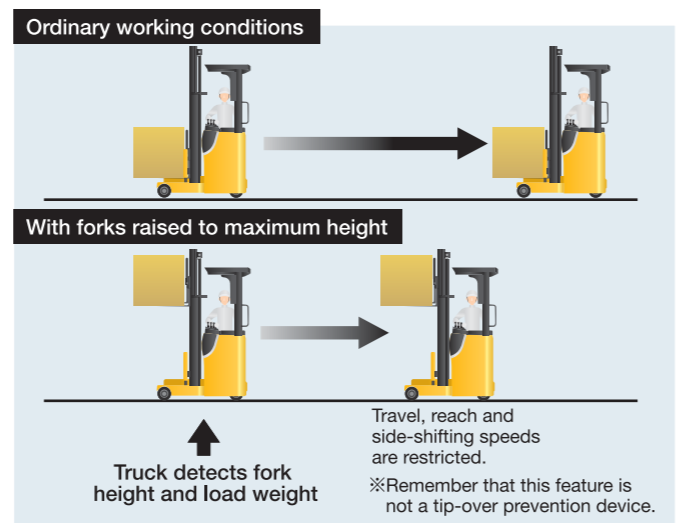 Ordinary working conditions
With forks raised to maximum height
Truck detects fork
height and load weight
Travel, reach and
side-shifting speeds
are restricted.
※Remember that this feature is
not a tip-over prevention device.